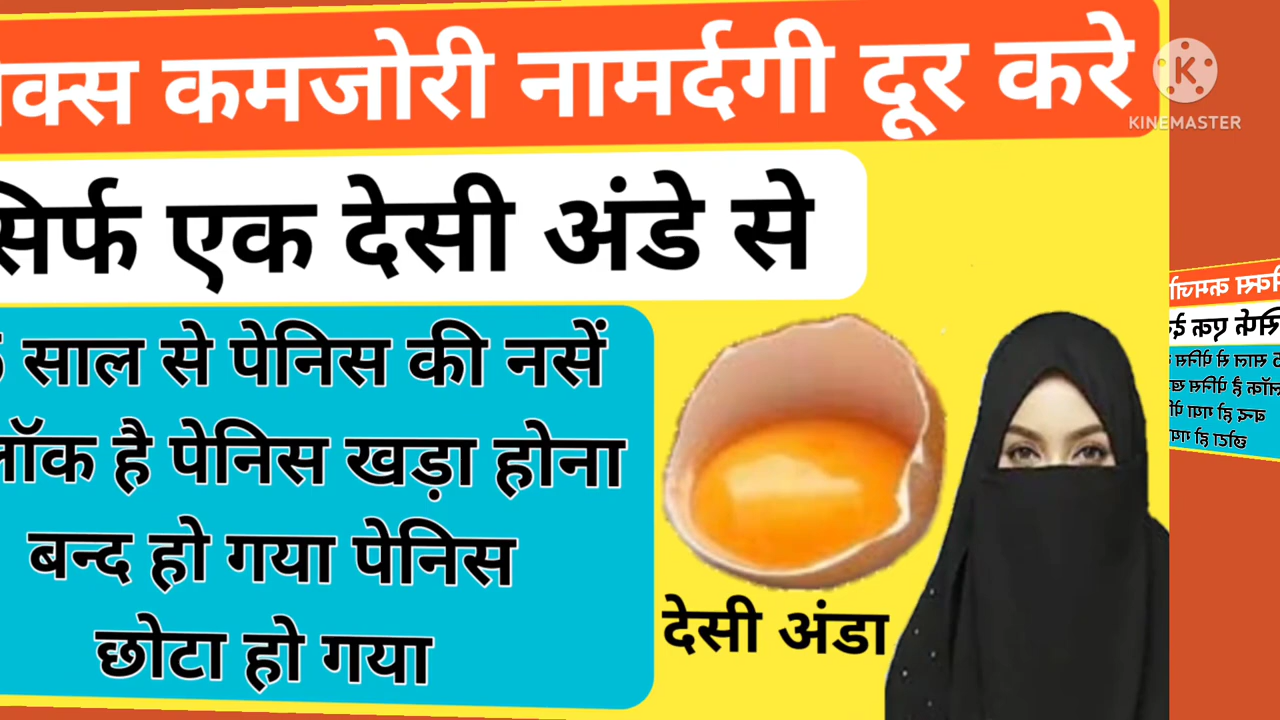 क्स कमजोरी नामर्दगी दूर करे
सिर्फ एक देसी अंडे से
साल से पेनिस की नसें
लॉक है पेनिस खड़ा होना
बन्द हो गया पेनिस
छोटा हो गया
देसी अंडा
K
KINEMASTER